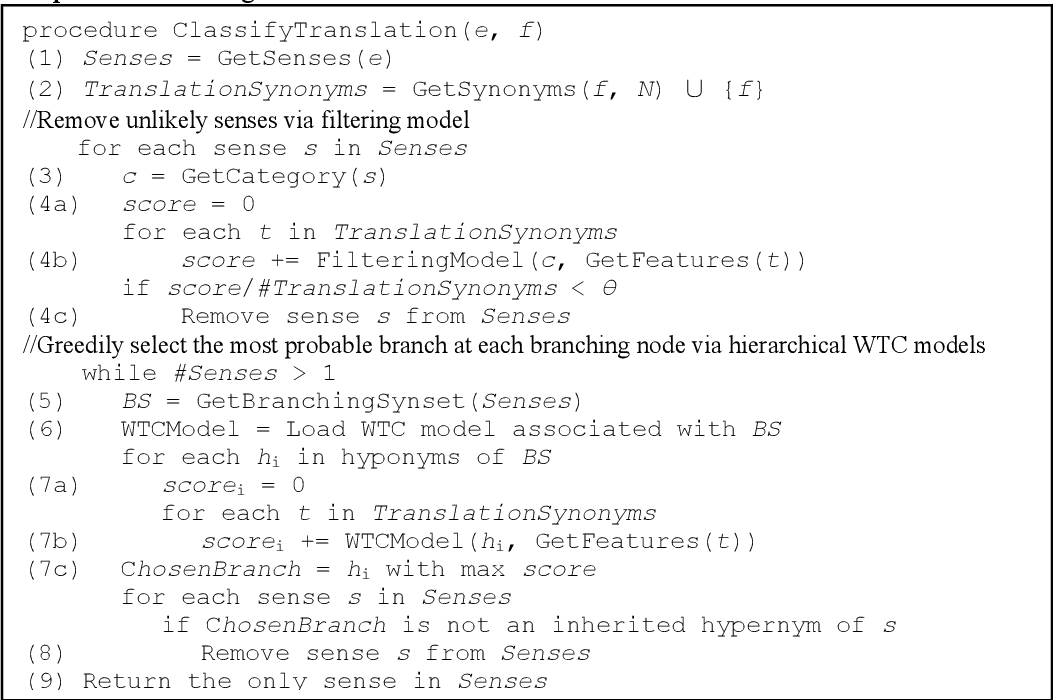 procedure ClassifyTranslation(e, f)
(1) Senses = GetSenses(e)
(2) TranslationSynonyms = GetSynonyms(f, N) ∪ {f}
//Remove unlikely senses via filtering model
for each sense s in Senses
(3) c = GetCategory(s)
(4a) score = 0
for each t in TranslationSynonyms
(4b) score += FilteringModel(c, GetFeatures(t))
if score/#TranslationSynonyms < θ
(4c) Remove sense s from Senses
//Greedily select the most probable branch at each branching node via hierarchical WTC models
while #Senses > 1
(5) BS = GetBranchingSynset(Senses)
(6) WTCModel = Load WTC model associated with BS
for each hi in hyponyms of BS
(7a) scorei = 0
for each t in TranslationSynonyms
(7b) scorei += WTCModel(hi, GetFeatures(t))
(7c) ChosenBranch = hi with max score
for each sense s in Senses
if ChosenBranch is not an inherited hypernym of s
(8) Remove sense s from Senses
(9) Return the only sense in Senses